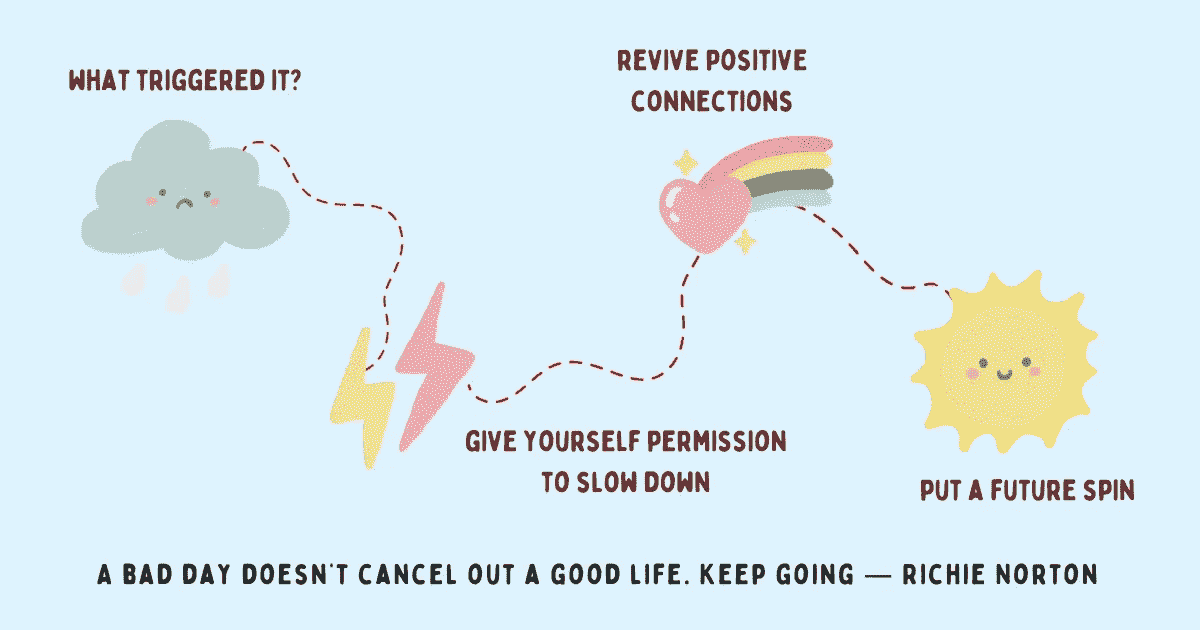 WHAT TRIGGERED IT?
REVIVE POSITIVE
CONNECTIONS
GIVE YOURSELF PERMISSION
TO SLOW DOWN
PUT A FUTURE SPIN
A BAD DAY DOESN'T CANCEL OUT A GOOD LIFE. KEEP GOING — RICHIE NORTON